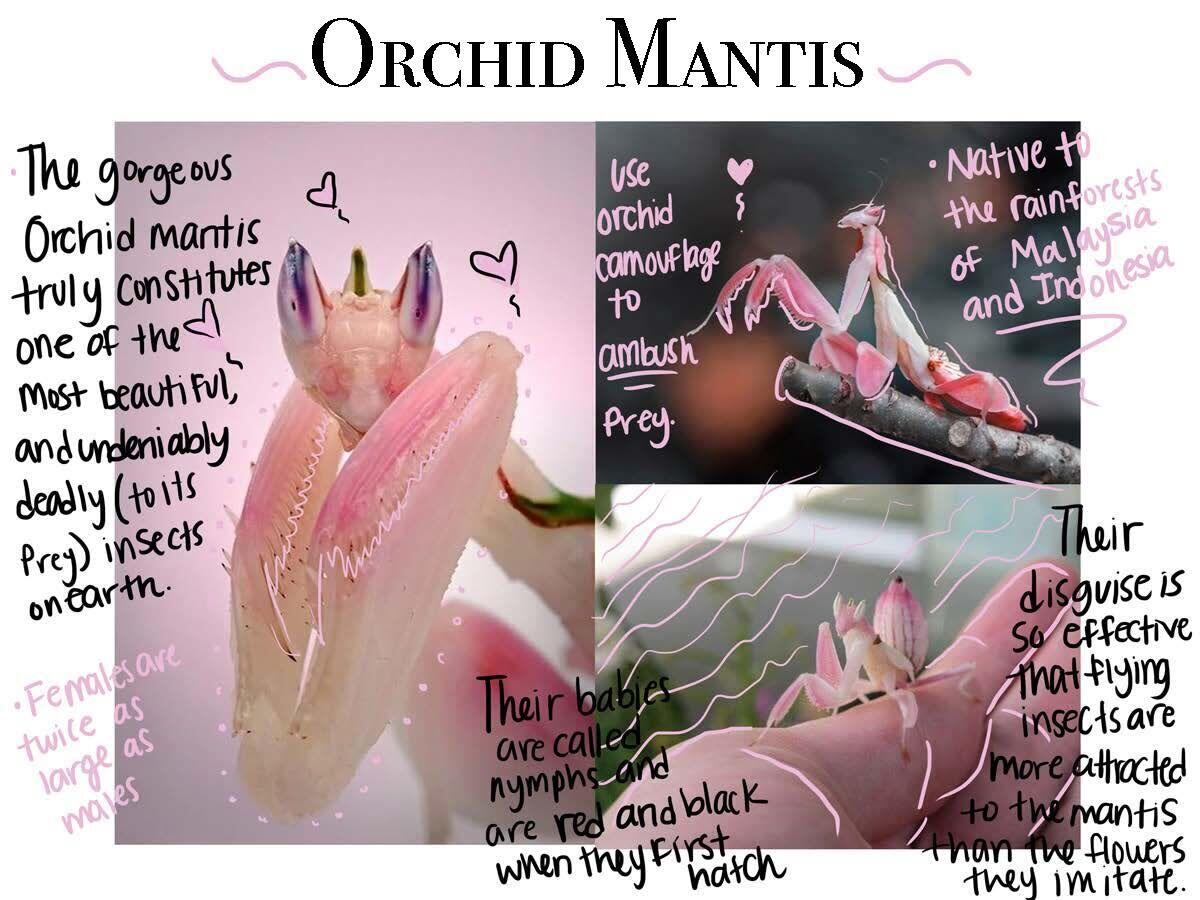 ORCHID MANTIS
·The gorgeous
Orchid mantis
truly constitutes
one of the
most beautiful,
and undeniably
deadly (to its
prey) insects
on earth.
·Females are
twice as
large as
males
Use
orchid
camouflage
to
ambush
prey.
·Native to
the rainforests
of Malaysia
and Indonesia
Their babies
are called
nymphs and
are red and black
when they first
hatch
Their
disguise is
so effective
that flying
insects are
more attracted
to the mantis
than the flowers
they imitate.